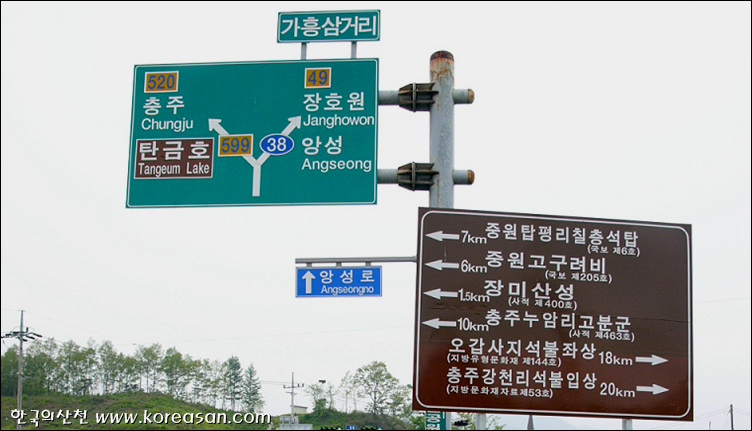 가흥삼거리
520
49
충주
Chungju
장호원
Janghowon
599
38
탄금호
Tangeum Lake
앙성
Angseong
앙성로
Angseongno
7km 중원탑평리칠층석탑
(국보 제6호)
6km 중원고구려비
(국보 제205호)
1.5km 장미산성
(사적 제400호)
10km 충주누암리고분군
(사적 제463호)
오갑사지석불좌상 18km
(지방유형문화재 제144호)
충주강천리석불입상 20km
(지방문화재자료제53호)
한국의산천 www.koreasan.com/